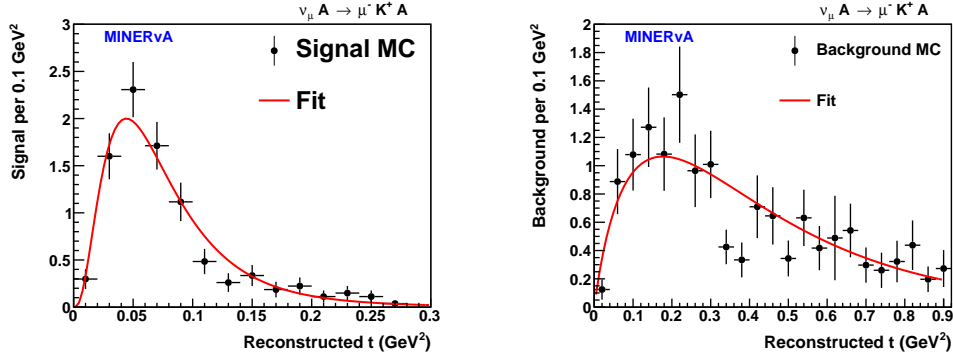 ν_μ A → μ⁻ K⁺ A
MINERνA
Signal MC
Fit
Signal per 0.1 GeV²
3
2.5
2
1.5
1
0.5
0
0 0.05 0.1 0.15 0.2 0.25 0.3
Reconstructed t (GeV²)
ν_μ A → μ⁻ K⁺ A
MINERνA
Background MC
Fit
Background per 0.1 GeV²
2
1.8
1.6
1.4
1.2
1
0.8
0.6
0.4
0.2
0 0.1 0.2 0.3 0.4 0.5 0.6 0.7 0.8 0.9
Reconstructed t (GeV²)